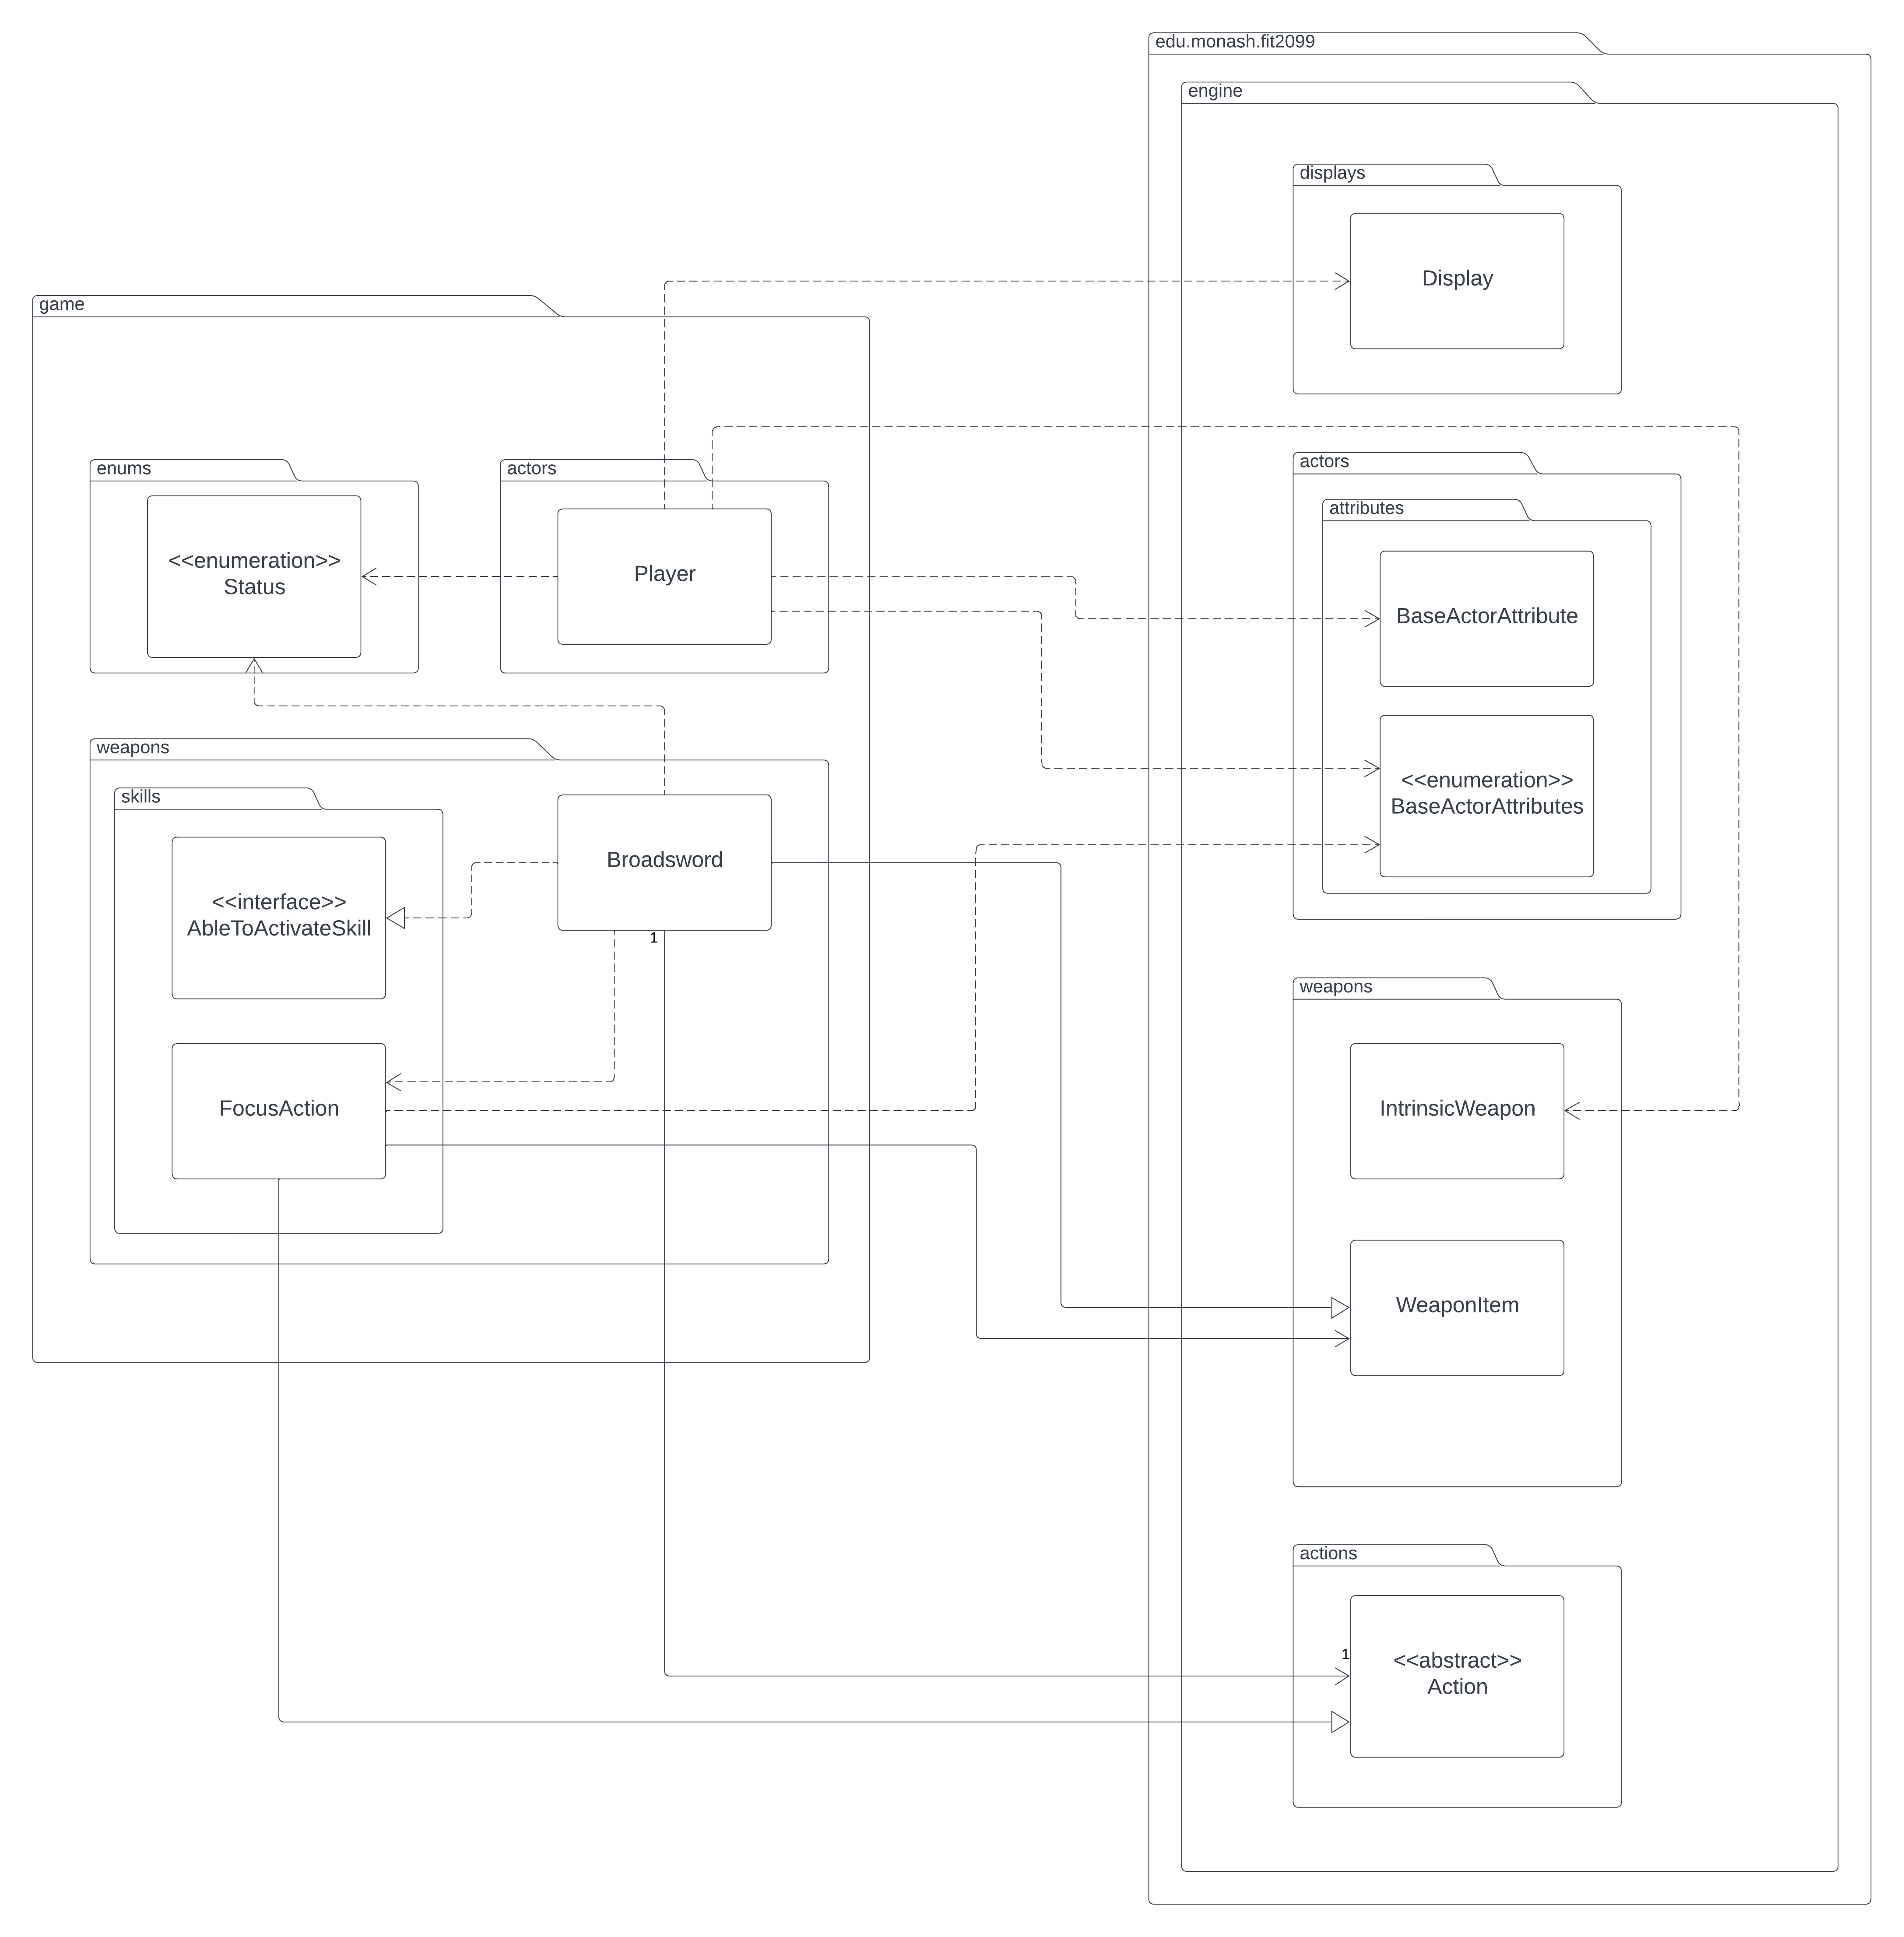 edu.monash.fit2099
engine
displays
Display
game
enums
<<enumeration>>
Status
actors
Player
actors
attributes
BaseActorAttribute
<<enumeration>>
BaseActorAttributes
weapons
skills
<<interface>>
AbleToActivateSkill
Broadsword
1
FocusAction
weapons
IntrinsicWeapon
WeaponItem
actions
1
<<abstract>>
Action